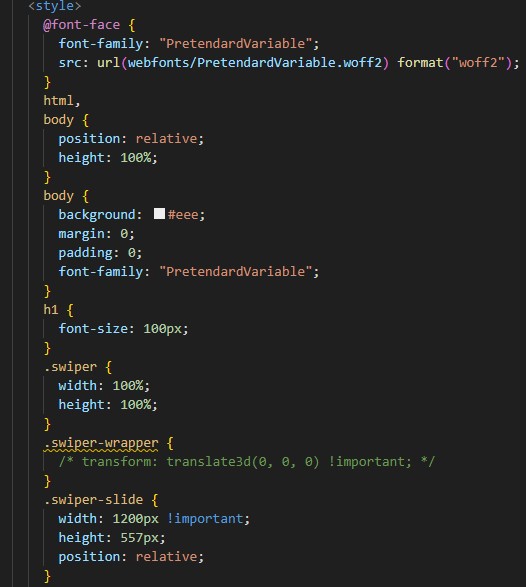 <style>
@font-face {
font-family: "PretendardVariable";
src: url(webfonts/PretendardVariable.woff2) format("woff2");
}
html,
body {
position: relative;
height: 100%;
}
body {
background: #eee;
margin: 0;
padding: 0;
font-family: "PretendardVariable";
}
h1 {
font-size: 100px;
}
.swiper {
width: 100%;
height: 100%;
}
.swiper-wrapper {
/* transform: translate3d(0, 0, 0) !important; */
}
.swiper-slide {
width: 1200px !important;
height: 557px;
position: relative;
}